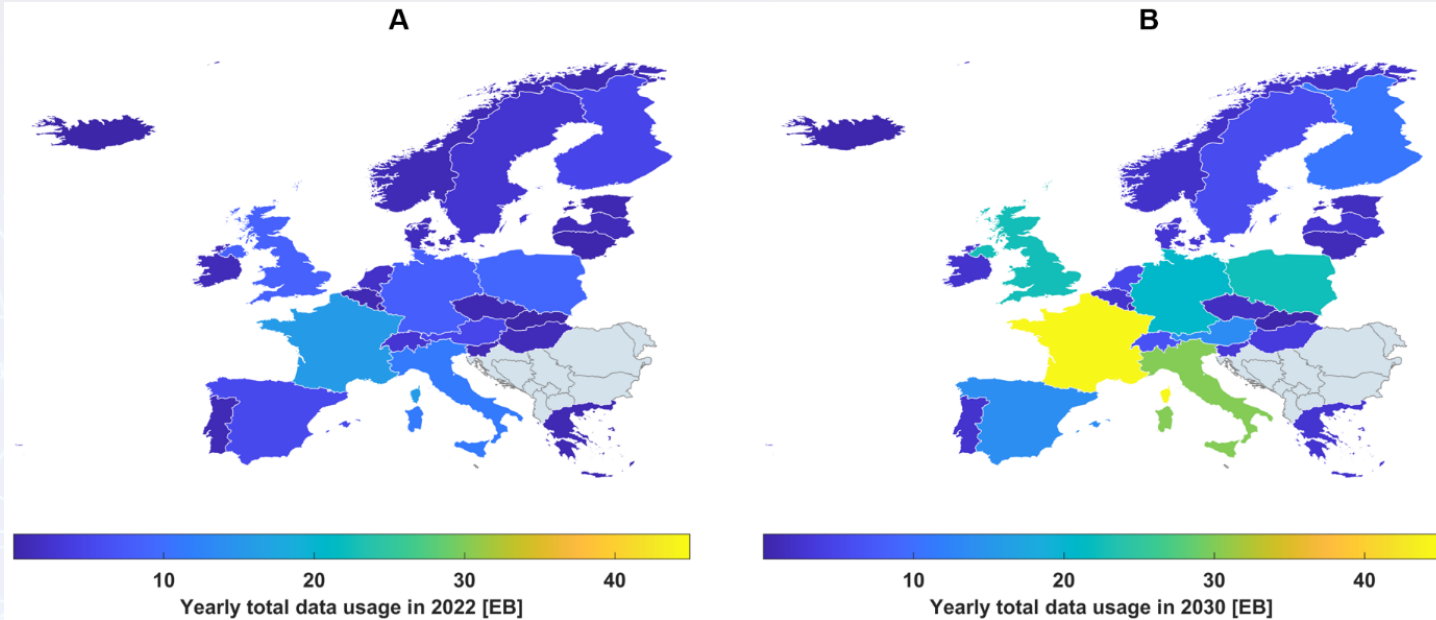 A
B
10 20 30 40
Yearly total data usage in 2022 [EB]
10 20 30 40
Yearly total data usage in 2030 [EB]